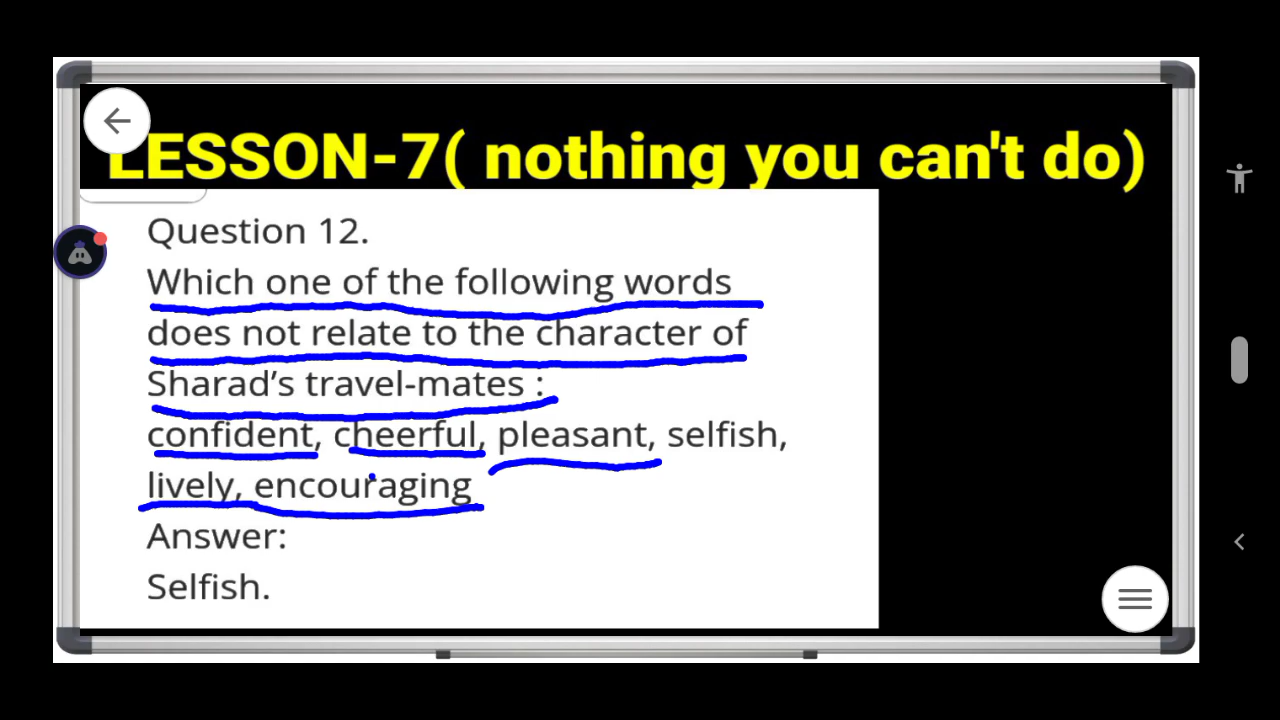 LESSON-7( nothing you can't do)
Question 12.
Which one of the following words
does not relate to the character of
Sharad’s travel-mates :
confident, cheerful, pleasant, selfish,
lively, encouraging
Answer:
Selfish.